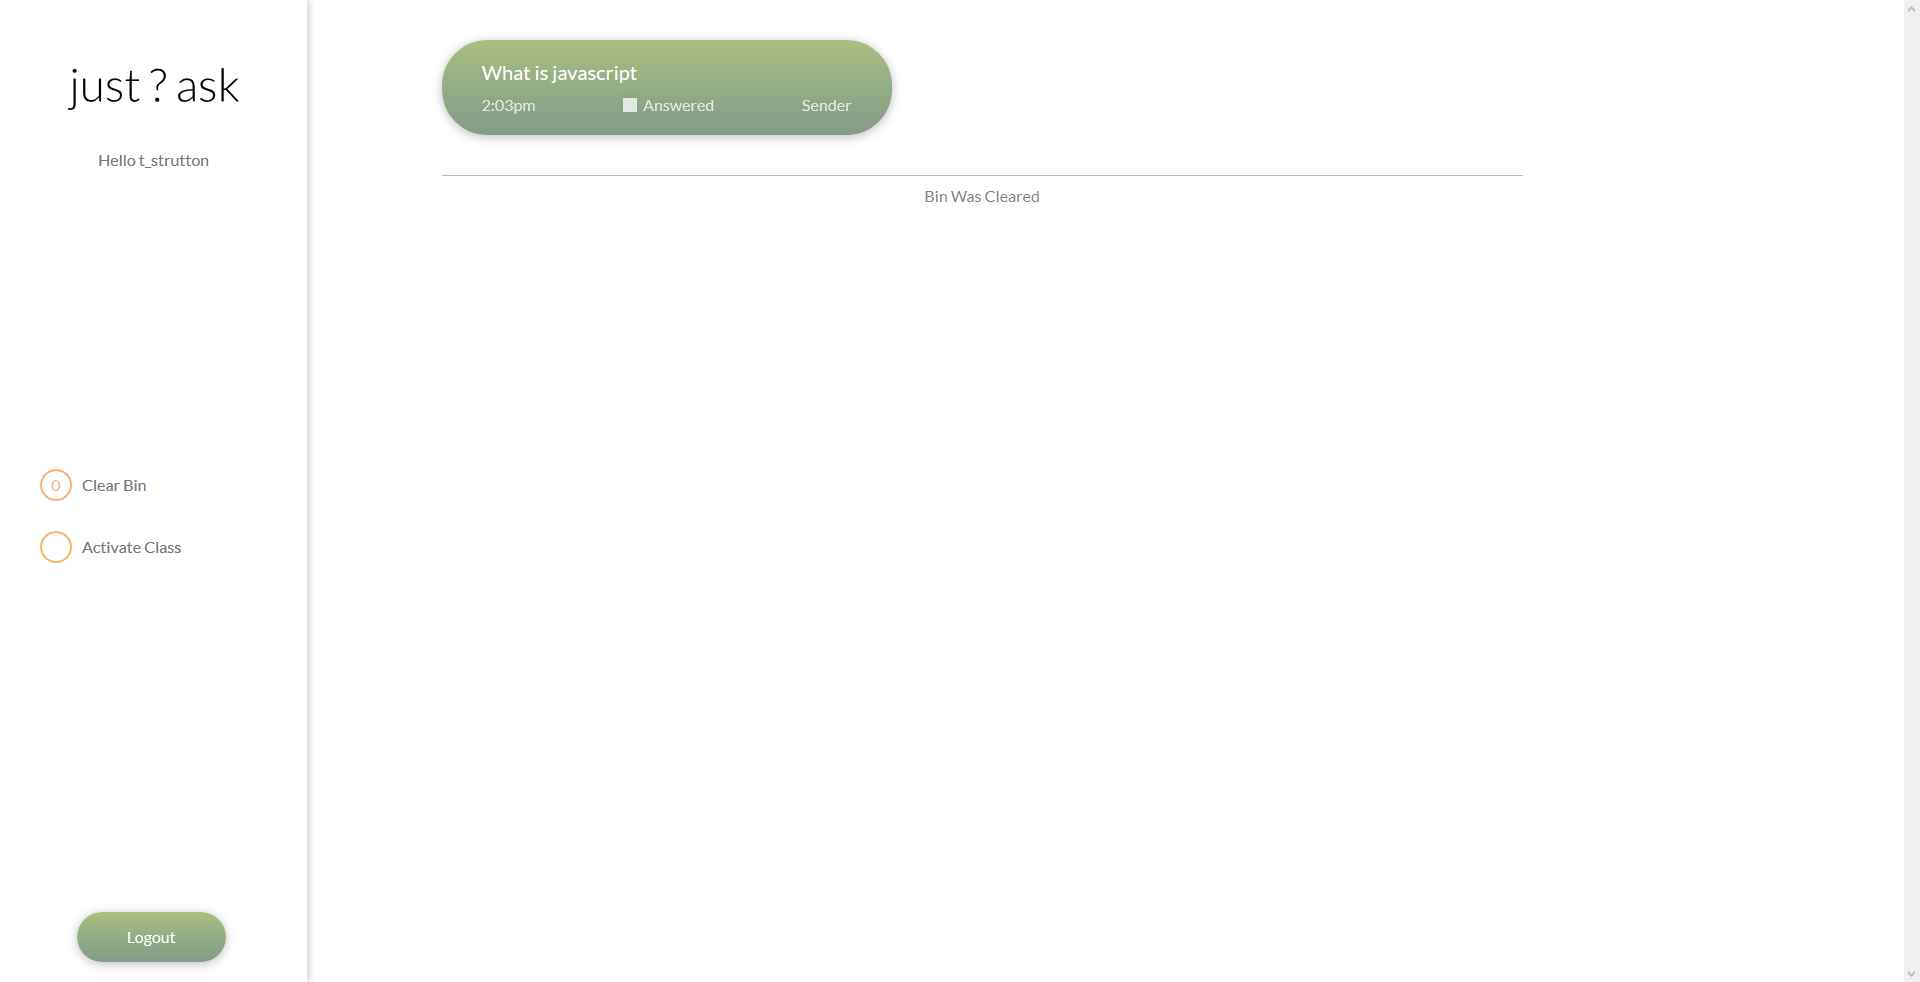 just ? ask
Hello t_strutton
0 Clear Bin
Activate Class
Logout
What is javascript
2:03pm Answered Sender
Bin Was Cleared